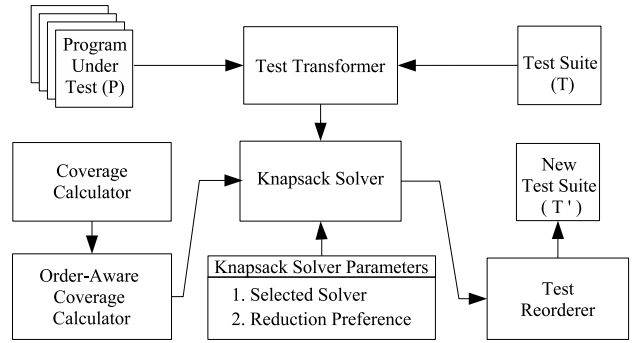 Program
Under
Test (P)
Test Transformer
Test Suite
(T)
Coverage
Calculator
Knapsack Solver
New
Test Suite
( T ' )
Order-Aware
Coverage
Calculator
Knapsack Solver Parameters
1. Selected Solver
2. Reduction Preference
Test
Reorderer